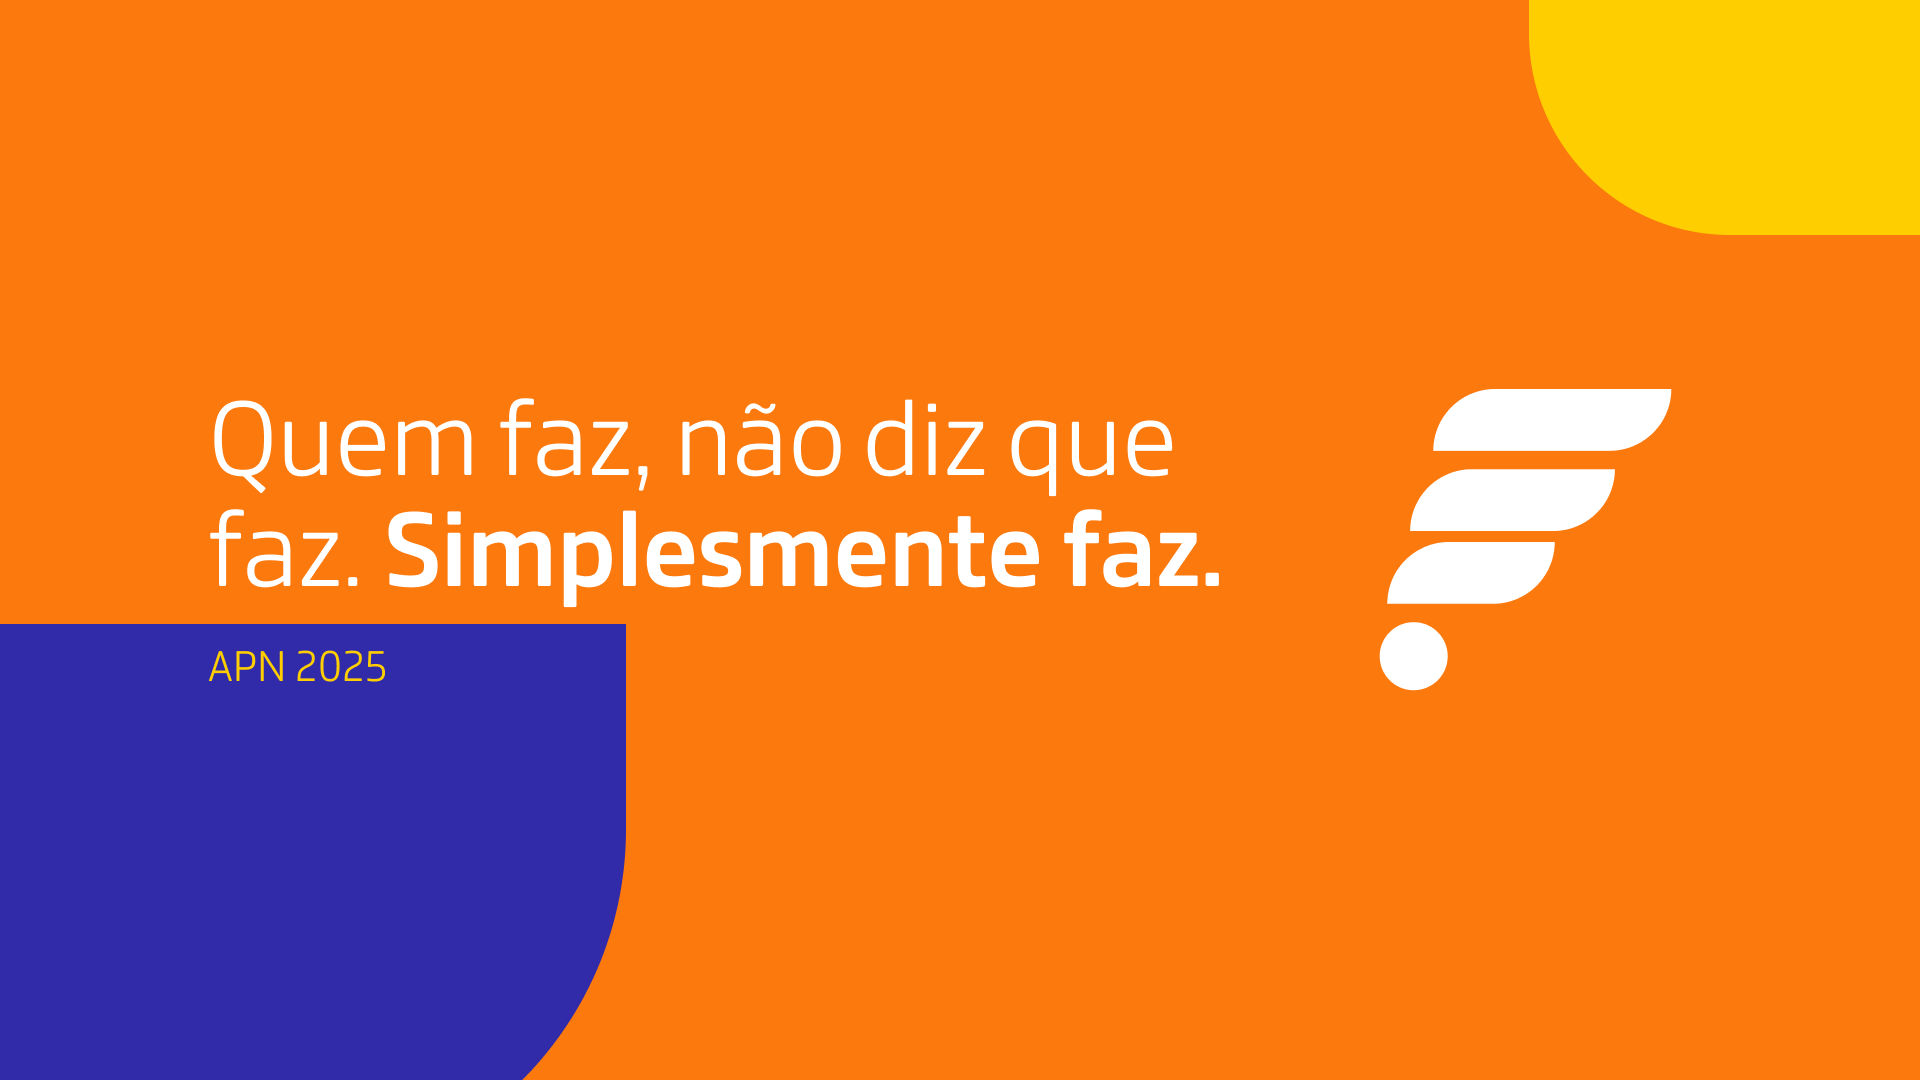 Quem faz, não diz que
faz. Simplesmente faz.
APN 2025